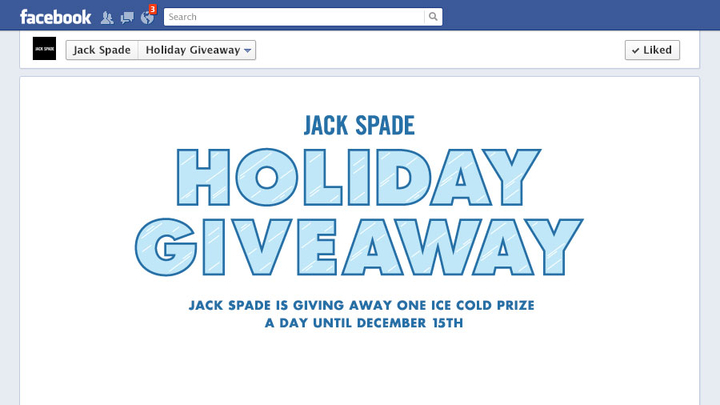 facebook
3
Search
JACK SPADE
Jack Spade
Holiday Giveaway
Liked
JACK SPADE
HOLIDAY
GIVEAWAY
JACK SPADE IS GIVING AWAY ONE ICE COLD PRIZE
A DAY UNTIL DECEMBER 15TH